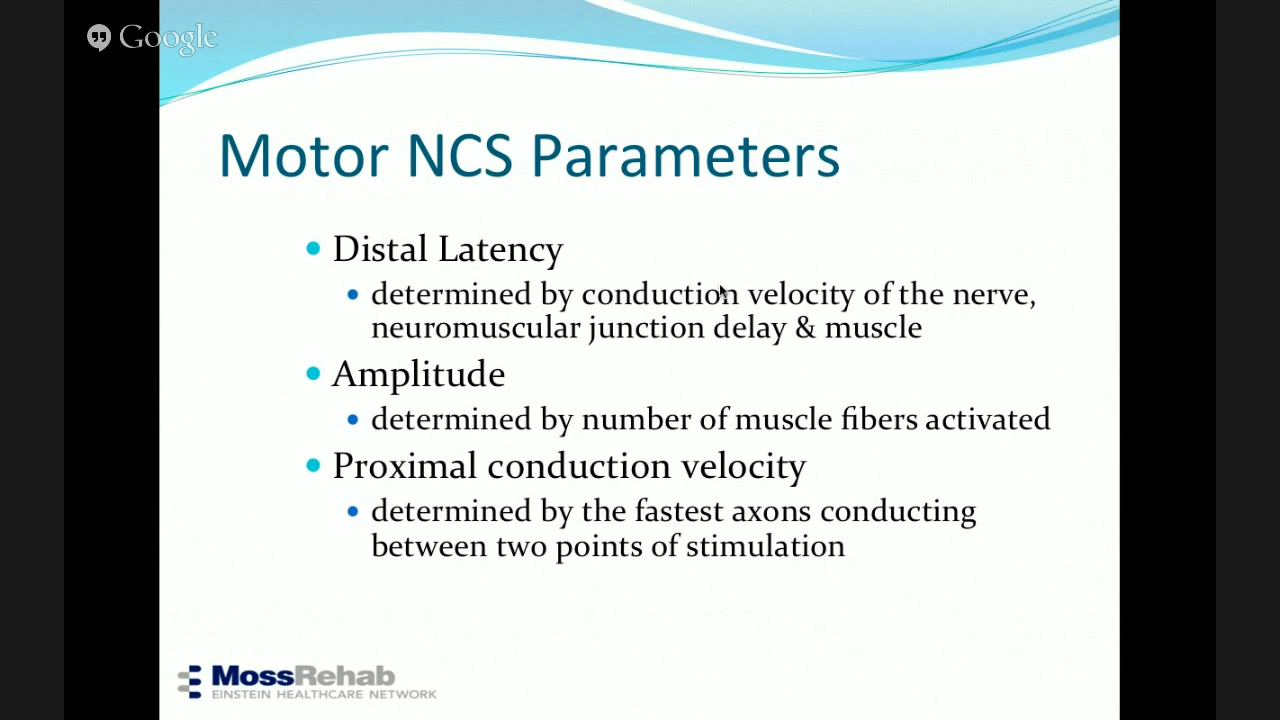 Google
Motor NCS Parameters
• Distal Latency
• determined by conduction velocity of the nerve,
neuromuscular junction delay & muscle
• Amplitude
• determined by number of muscle fibers activated
• Proximal conduction velocity
• determined by the fastest axons conducting
between two points of stimulation
MossRehab
EINSTEIN HEALTHCARE NETWORK